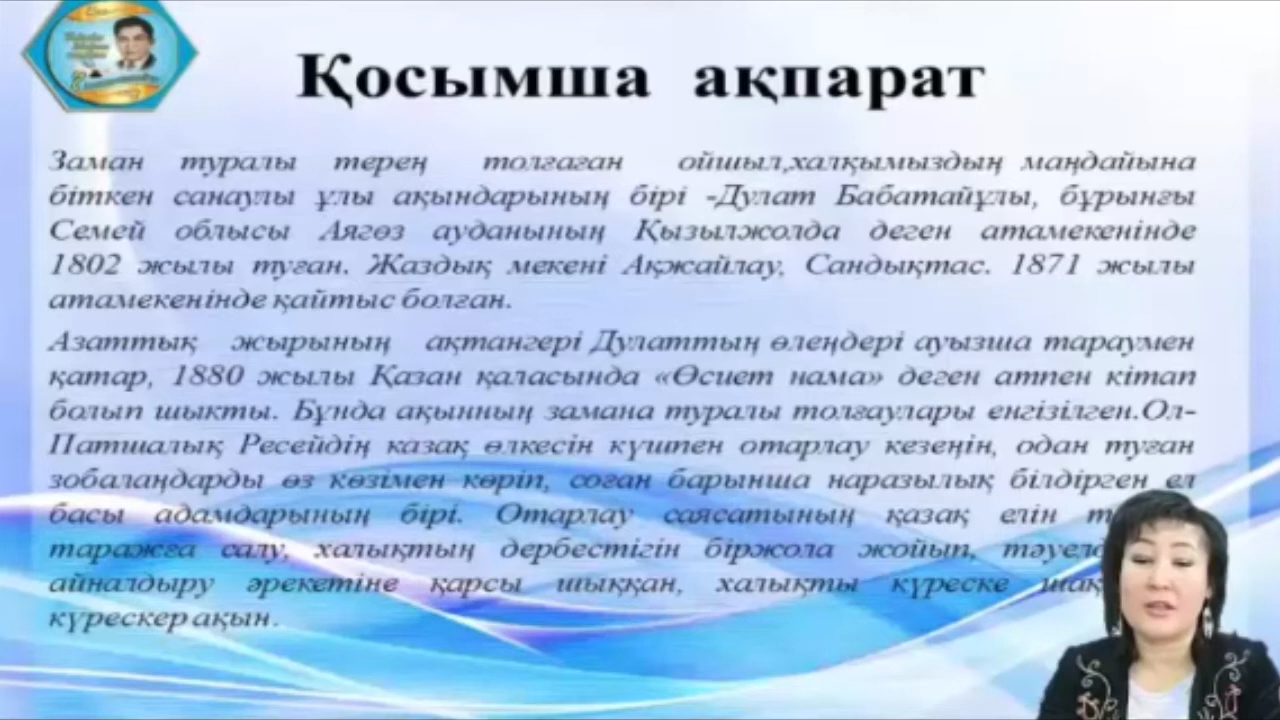 Қосымша ақпарат
Заман туралы терең толғаған ойшыл,халқымыздың маңдайына
біткен санаулы ұлы ақындарының бірі -Дулат Бабатайұлы, бұрынғы
Семей облысы Аягөз ауданының Қызылжолда деген атамекенінде
1802 жылы туған. Жаздық мекені Ақжайлау, Сандықтас. 1871 жылы
атамекенінде қайтыс болған.
Азаттық жырының ақтангері Дулаттың өлеңдері ауызша тараумен
қатар, 1880 жылы Қазан қаласында «Өсиет нама» деген атпен кітап
болып шықты. Бұнда ақынның замана туралы толғаулары енгізілген.Ол-
Патшалық Ресейдің казақ өлкесін күшпен отарлау кезеңін, одан туған
зобалаңдарды өз көзімен көріп, соған барынша наразылық білдірген ел
басы адамдарының бірі. Отарлау саясатының қазақ елін
таражға салу, халықтың дербестігін біржола жойып,
айналдыру әрекетіне қарсы шыққан, халықты күреске
күрескер ақын.